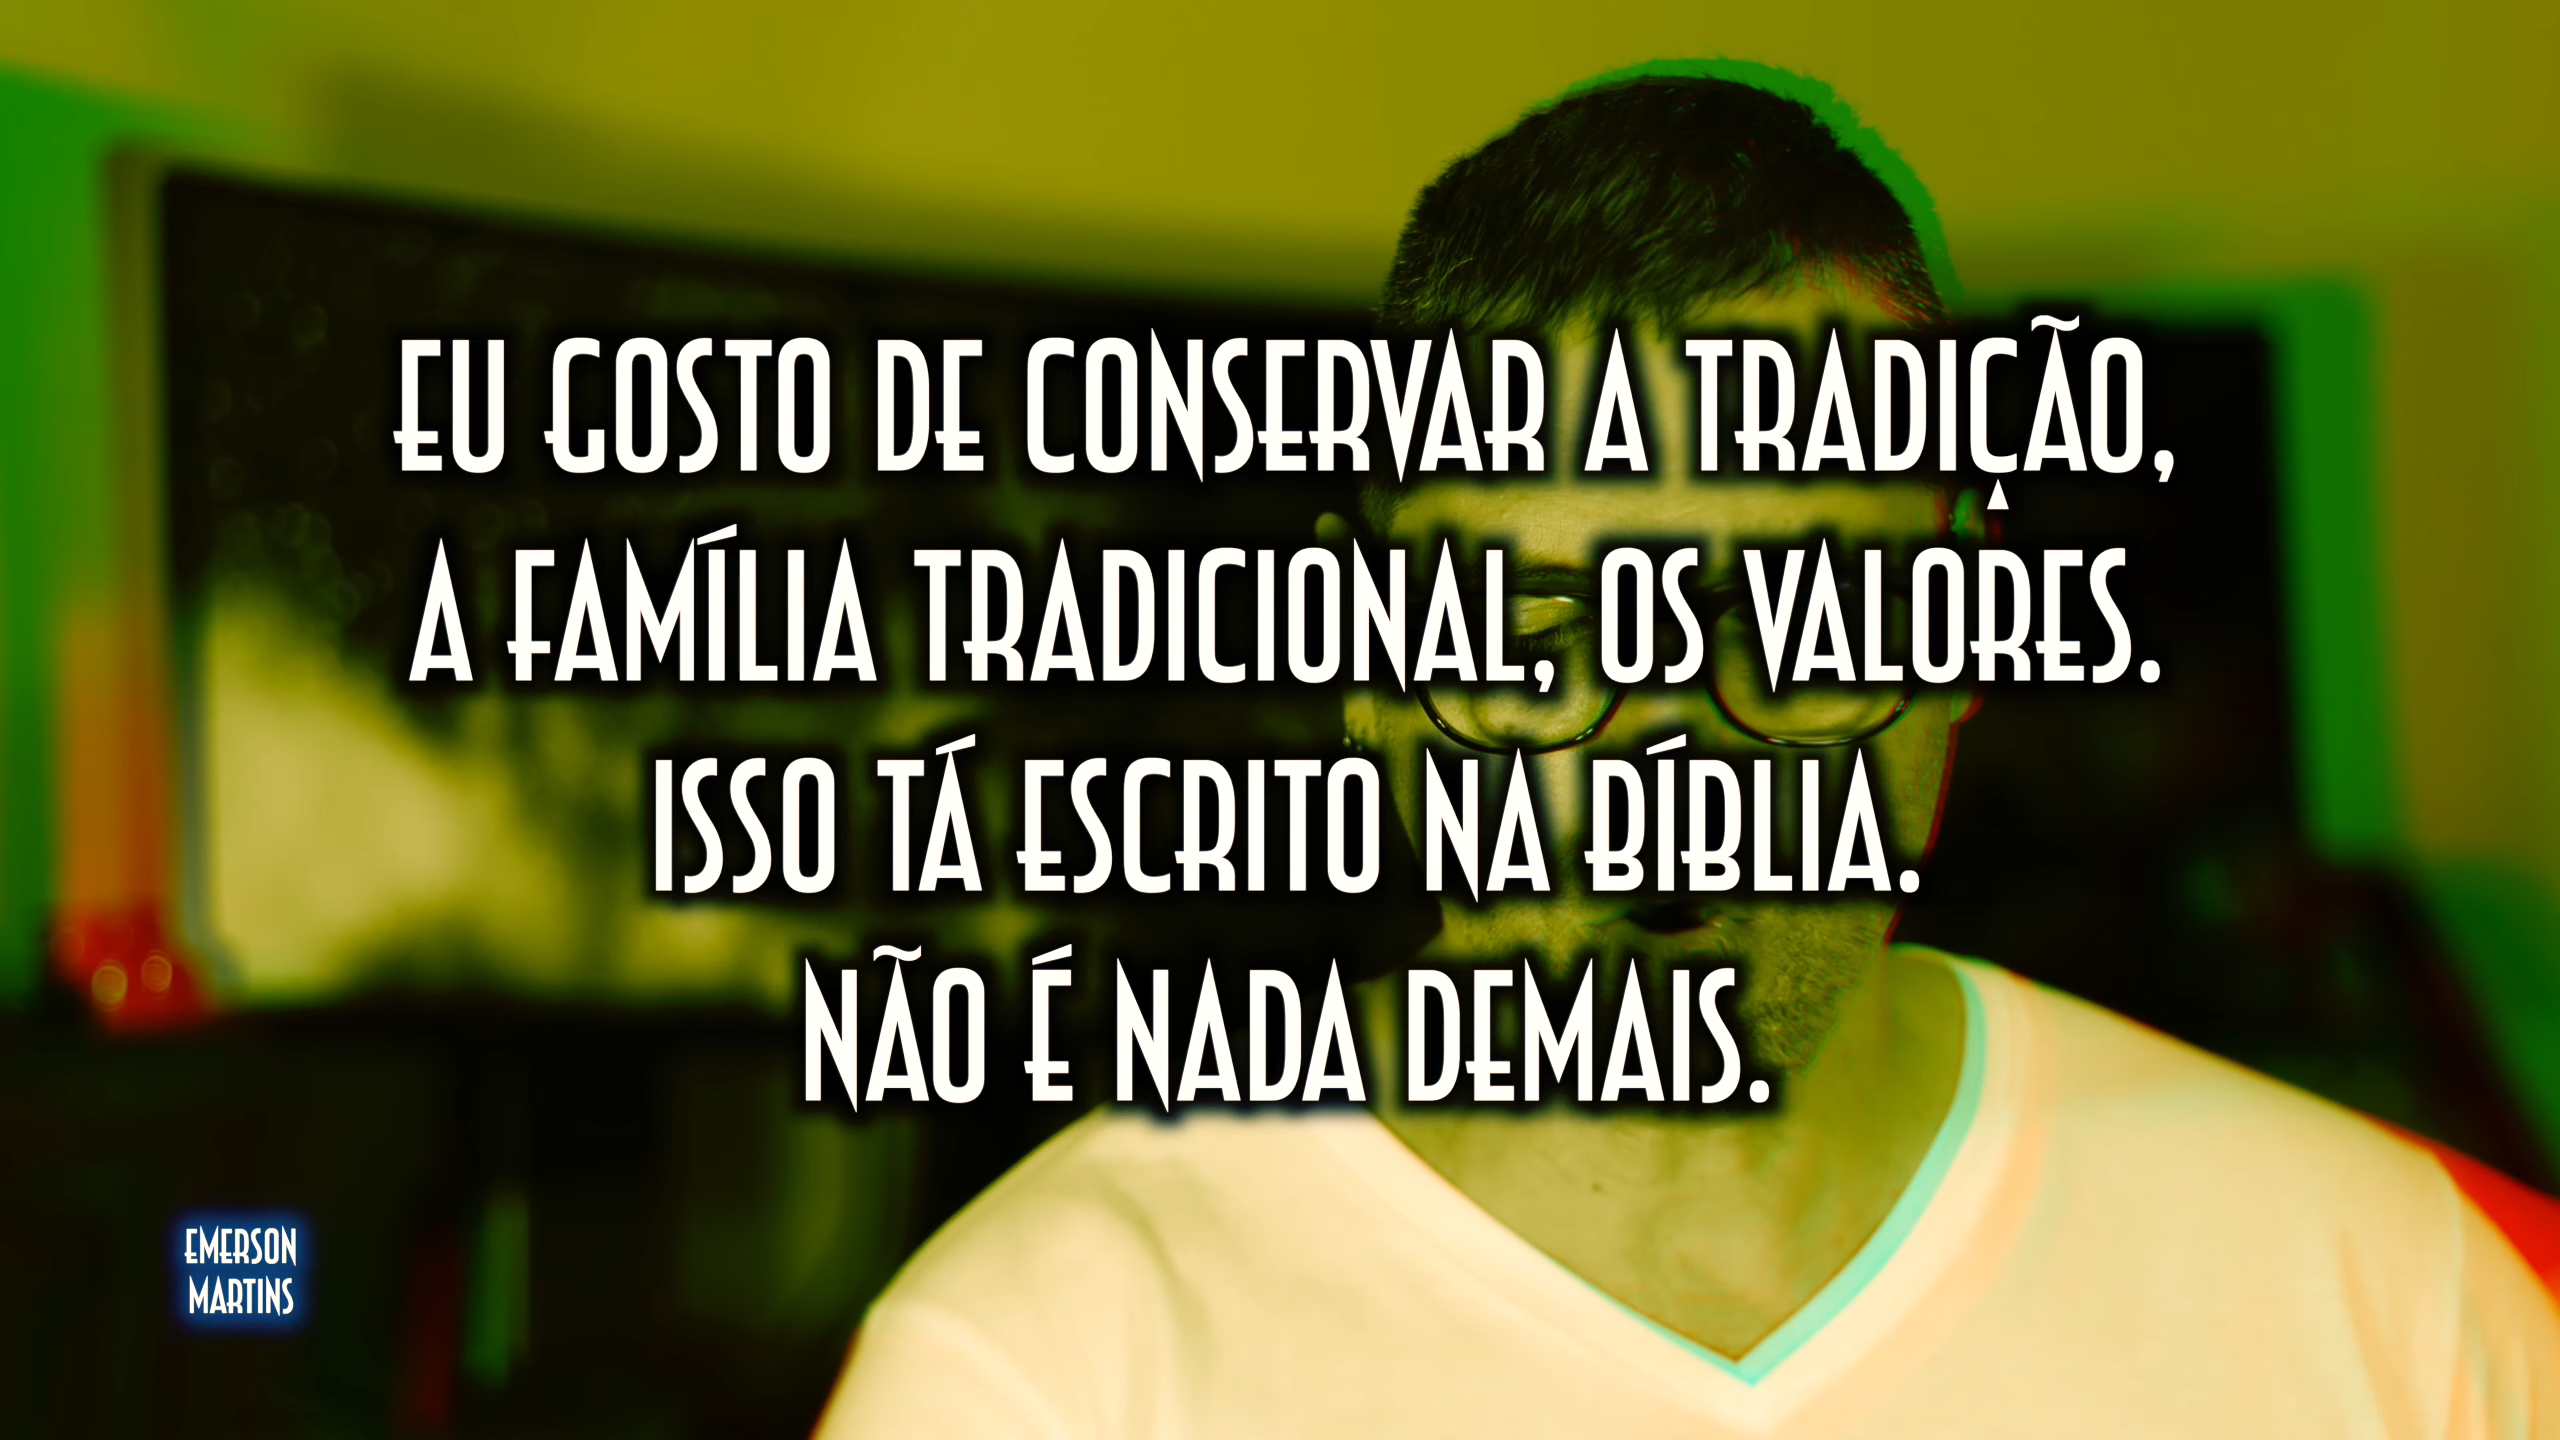 EU GOSTO DE CONSERVAR A TRADIÇÃO,
A FAMÍLIA TRADICIONAL, OS VALORES.
ISSO TÁ ESCRITO NA BÍBLIA.
NÃO É NADA DEMAIS.
EMERSON
MARTINS